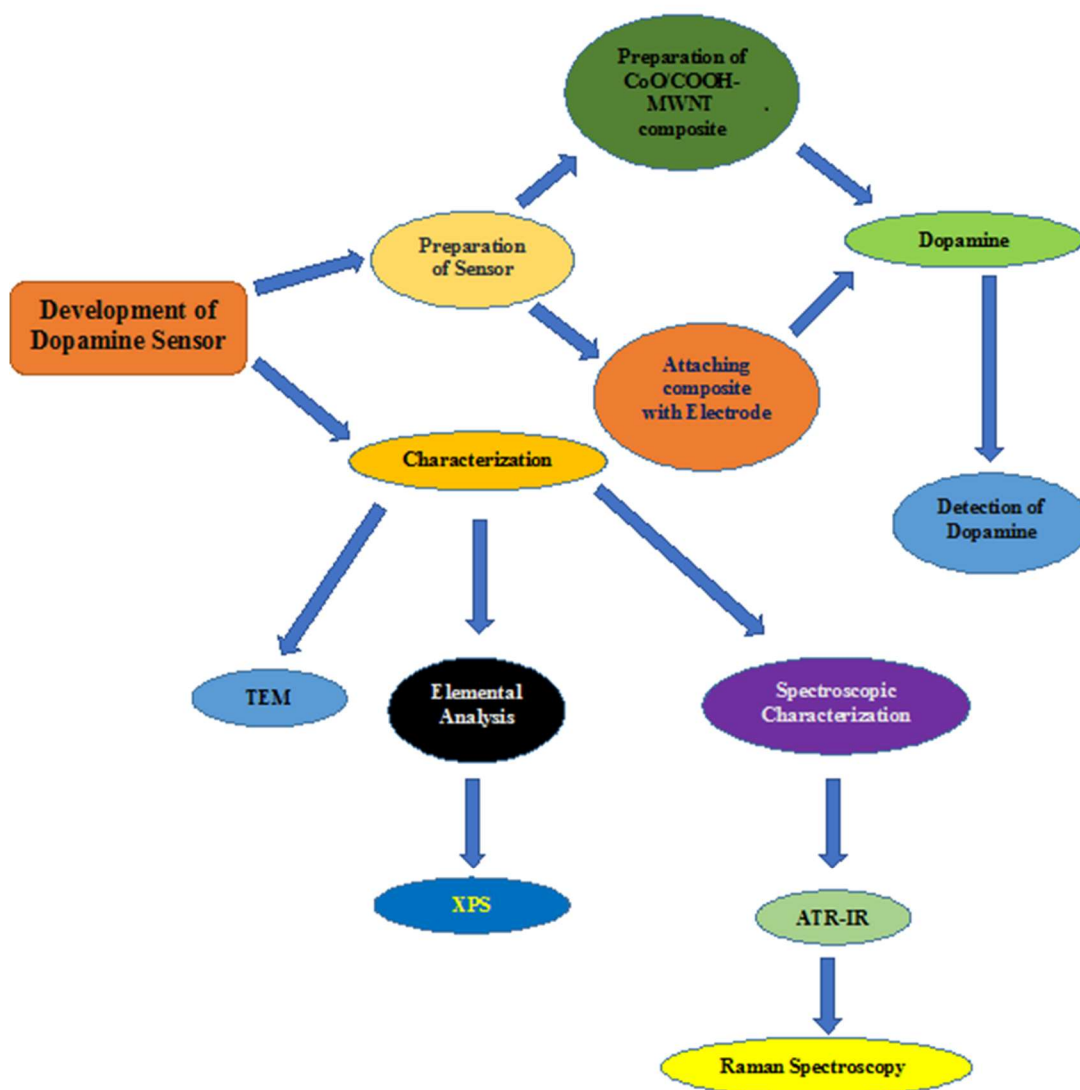 Preparation of
CoO/COOH-
MWNT .
composite
Preparation
of Sensor
Dopamine
Development of
Dopamine Sensor
Attaching
composite
with Electrode
Characterization
Detection of
Dopamine
TEM
Elemental
Analysis
Spectroscopic
Characterization
XPS
ATR-IR
Raman Spectroscopy